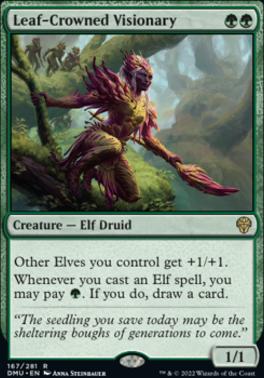 Leaf-Crowned Visionary
Creature — Elf Druid
Other Elves you control get +1/+1.
Whenever you cast an Elf spell, you
may pay . If you do, draw a card.
“The seedling you save today may be the
sheltering boughs of generations to come.”
1/1
167/281 R
DMU • EN ANNA STEINBAUER
™ & © 2022 Wizards of the Coast